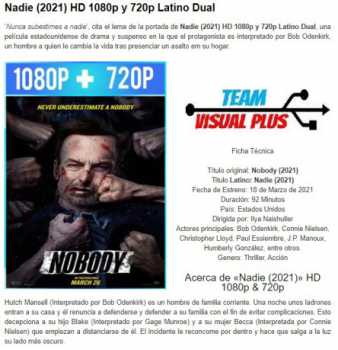 Nadie (2021) HD 1080p y 720p Latino Dual
'Nunca subestimes a nadie', cita el lema de la portada de Nadie (2021) HD 1080p y 720p Latino Dual, una
película estadounidense de drama y suspenso en la que el protagonista es interpretado por Bob Odenkirk,
un hombre a quien le cambia la vida tras presenciar un asalto en su hogar.
1080P + 720P
NEVER UNDERESTIMATE A NOBODY
NOBODY
MARCH 26
TEAM
VISUAL PLUS
Ficha Técnica
Titulo original: Nobody (2021)
Titulo Latino: Nadie (2021)
Fecha de Estreno: 18 de Marzo de 2021
Duración: 92 Minutos
País: Estados Unidos
Dirigida por: Ilya Naishuller
Actores principales: Bob Odenkirk, Connie Nielsen,
Christopher Lloyd, Paul Essiembre, J.P. Manoux,
Humberly González, entre otros
Genero: Thriller, Acción
Acerca de «Nadie (2021)» HD
1080p & 720p
Hutch Mansell (Interpretado por Bob Odenkirk) es un hombre de familia corriente. Una noche unos ladrones
entran a su casa y él renuncia a defenderse y defender a su familia con el fin de evitar complicaciones. Esto
decepciona a su hijo Blake (Interpretado por Gage Munroe) y a su mujer Becca (Interpretada por Connie
Nielsen) que empiezan a distanciarse de él. El incidente le reconcome por dentro y hace que salga a la luz
su lado más oscuro.